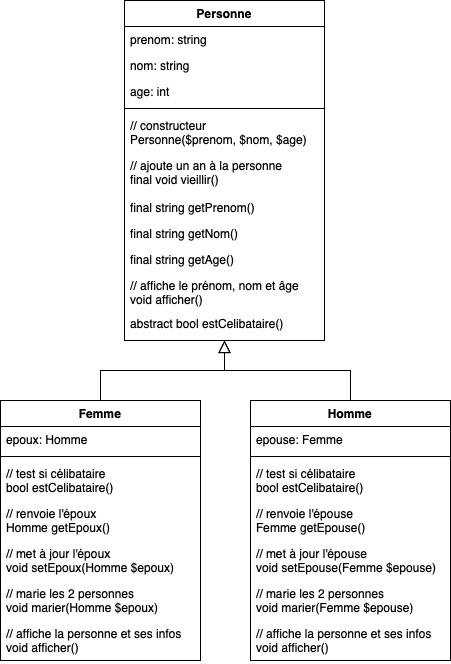 Personne
prenom: string
nom: string
age: int
// constructeur
Personne($prenom, $nom, $age)
// ajoute un an à la personne
final void vieillir()
final string getPrenom()
final string getNom()
final string getAge()
// affiche le prénom, nom et âge
void afficher()
abstract bool estCelibataire()
Femme
epoux: Homme
// test si célibataire
bool estCelibataire()
// renvoie l'époux
Homme getEpoux()
// met à jour l'époux
void setEpoux(Homme $epoux)
// marie les 2 personnes
void marier(Homme $epoux)
// affiche la personne et ses infos
void afficher()
Homme
epouse: Femme
// test si célibataire
bool estCelibataire()
// renvoie l'épouse
Femme getEpouse()
// met à jour l'épouse
void setEpouse(Femme $epouse)
// marie les 2 personnes
void marier(Femme $epouse)
// affiche la personne et ses infos
void afficher()